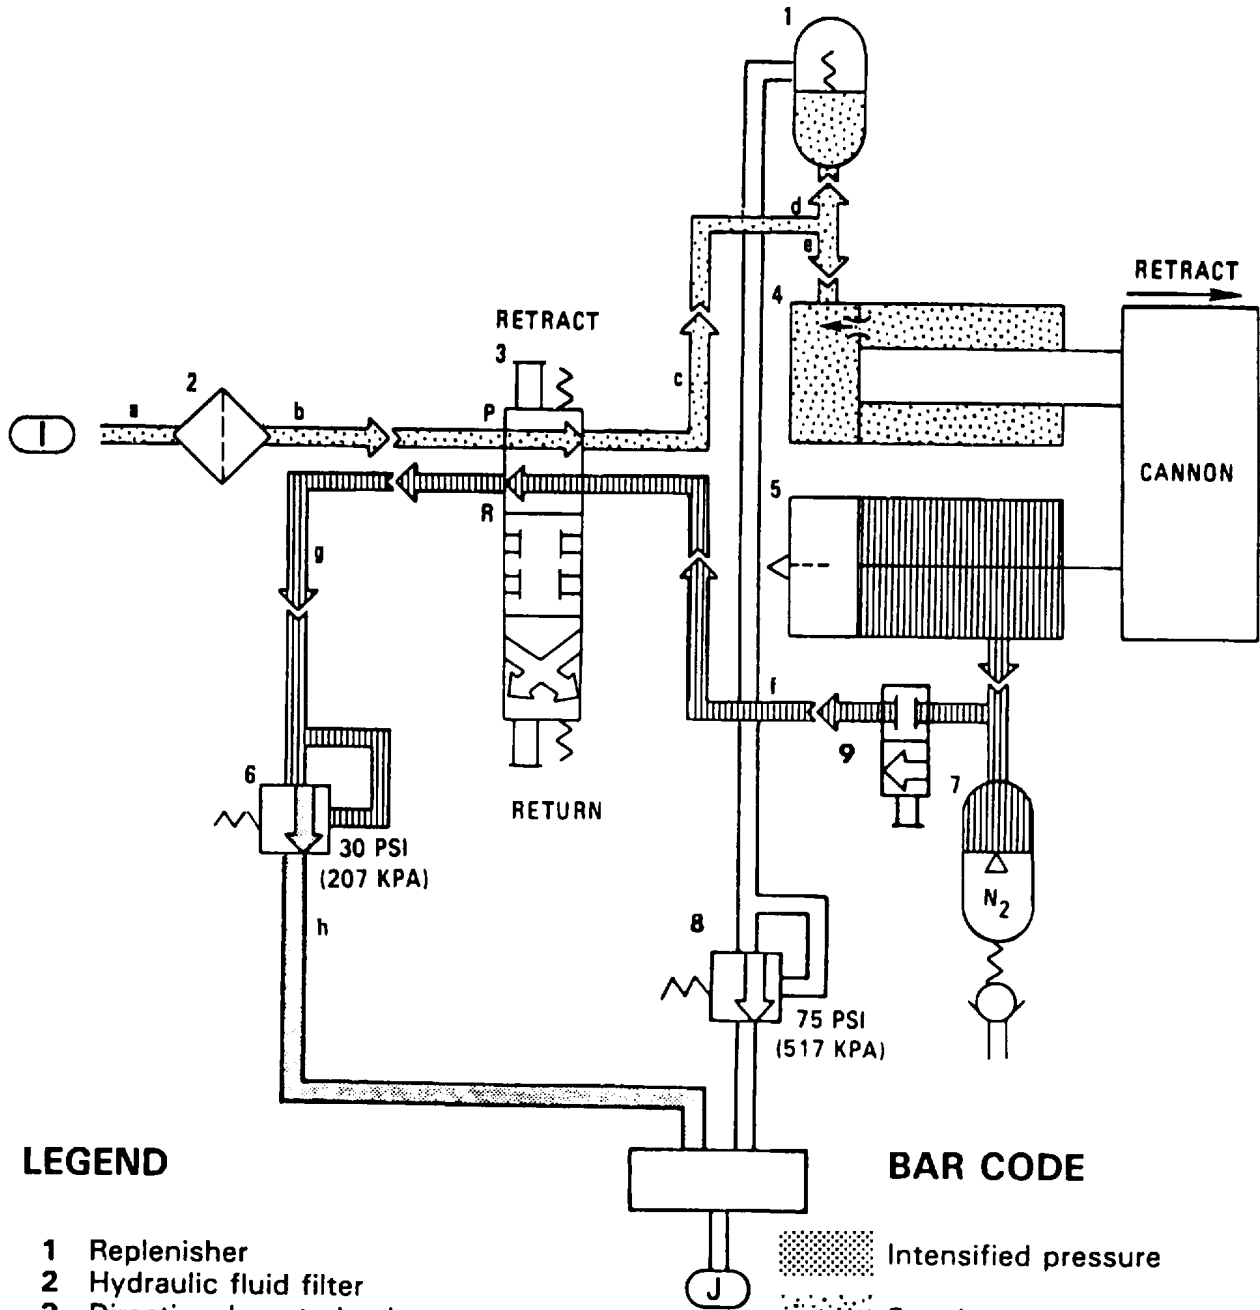 1
d
e
4
RETRACT
RETRACT
3
2
a
b
c
P
I
R
CANNON
5
g
f
9
7
6
RETURN
30 PSI
(207 KPA)
N2
h
8
75 PSI
(517 KPA)
LEGEND
BAR CODE
1 Replenisher
2 Hydraulic fluid filter
Intensified pressure
J